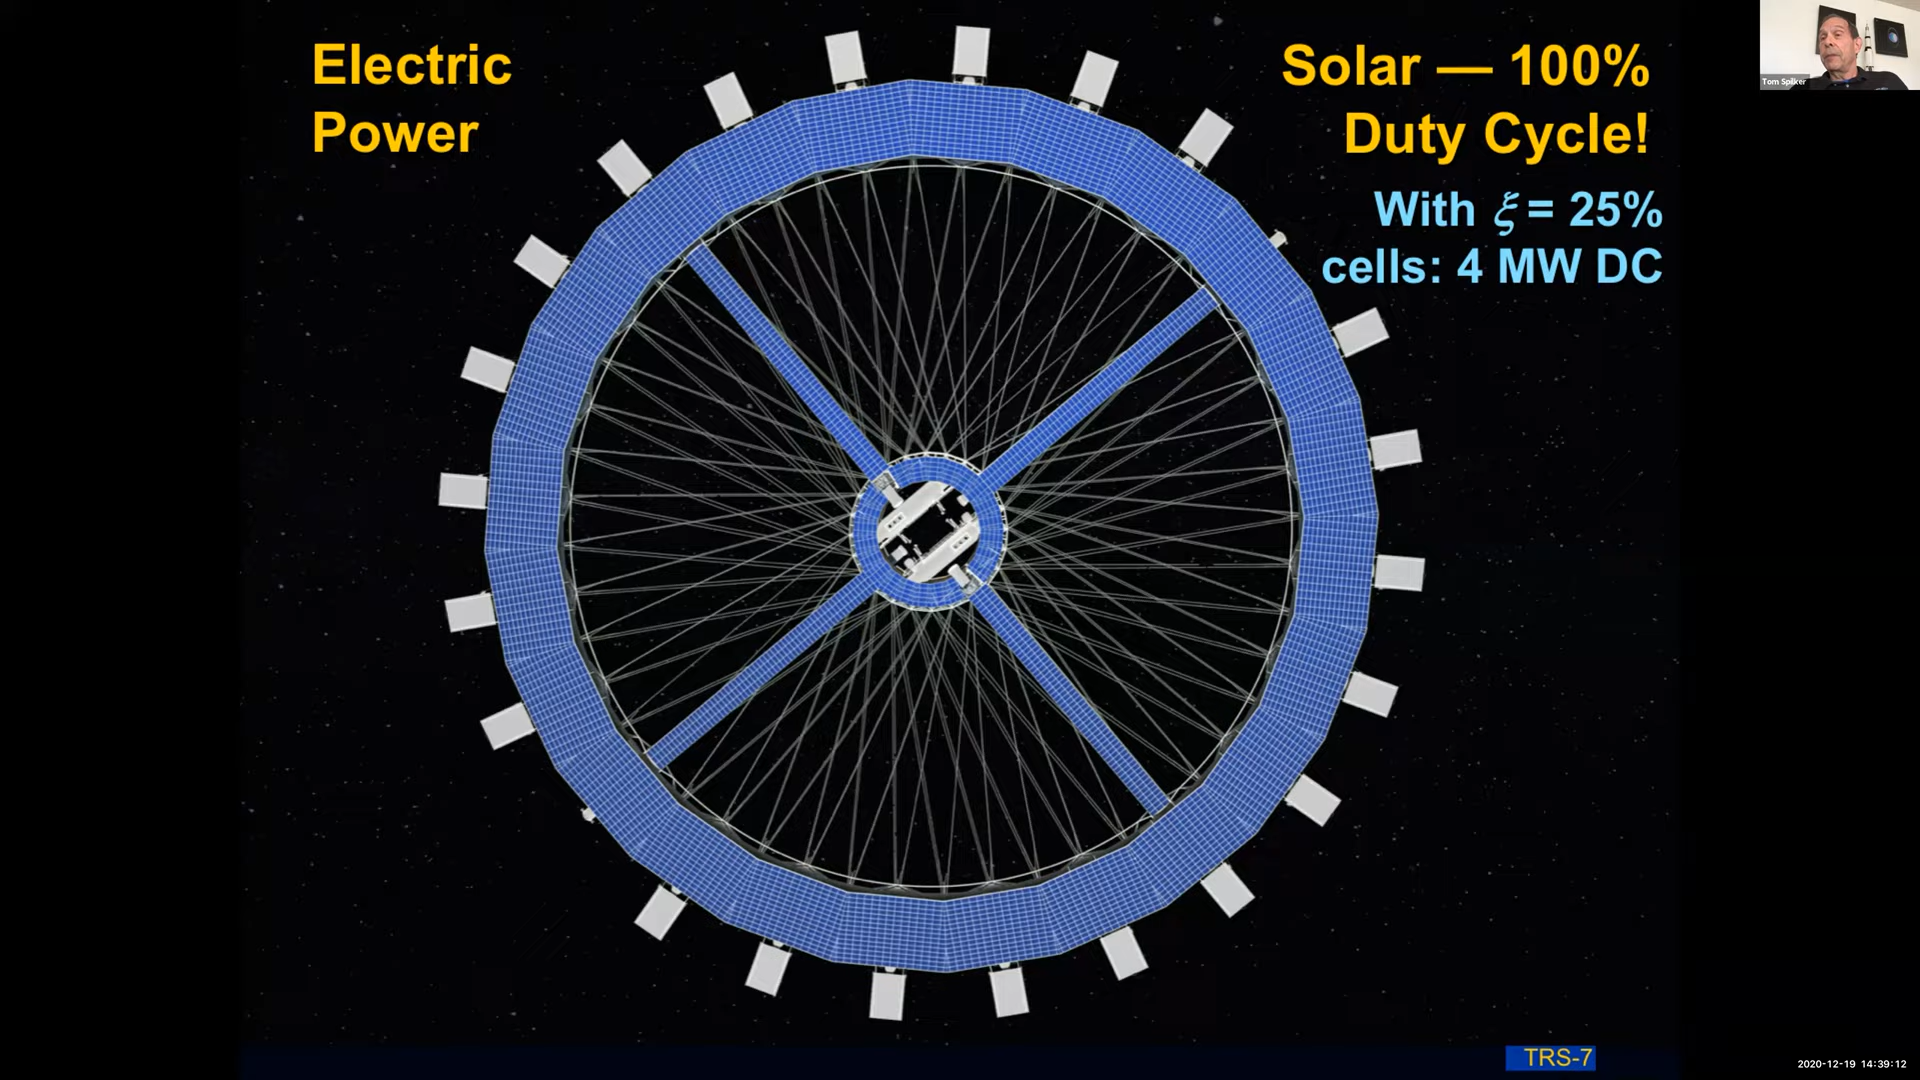 Electric
Power
Solar — 100%
Duty Cycle!
With ξ = 25%
cells: 4 MW DC
Tom Spilker
TRS-7
2020-12-19 14:39:12